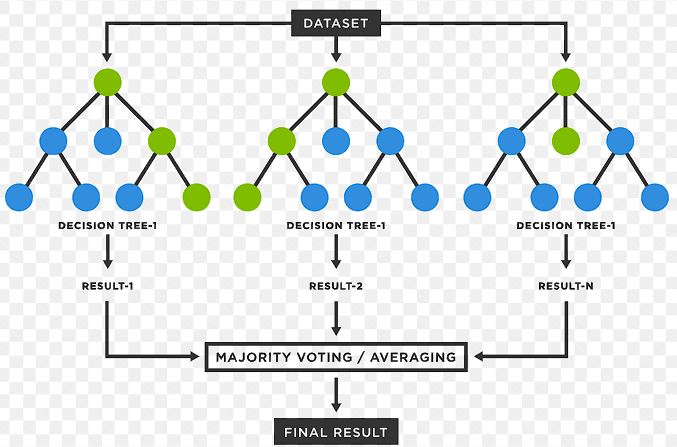 DATASET
DECISION TREE-1
DECISION TREE-1
DECISION TREE-1
RESULT-1
RESULT-2
RESULT-N
MAJORITY VOTING / AVERAGING
FINAL RESULT